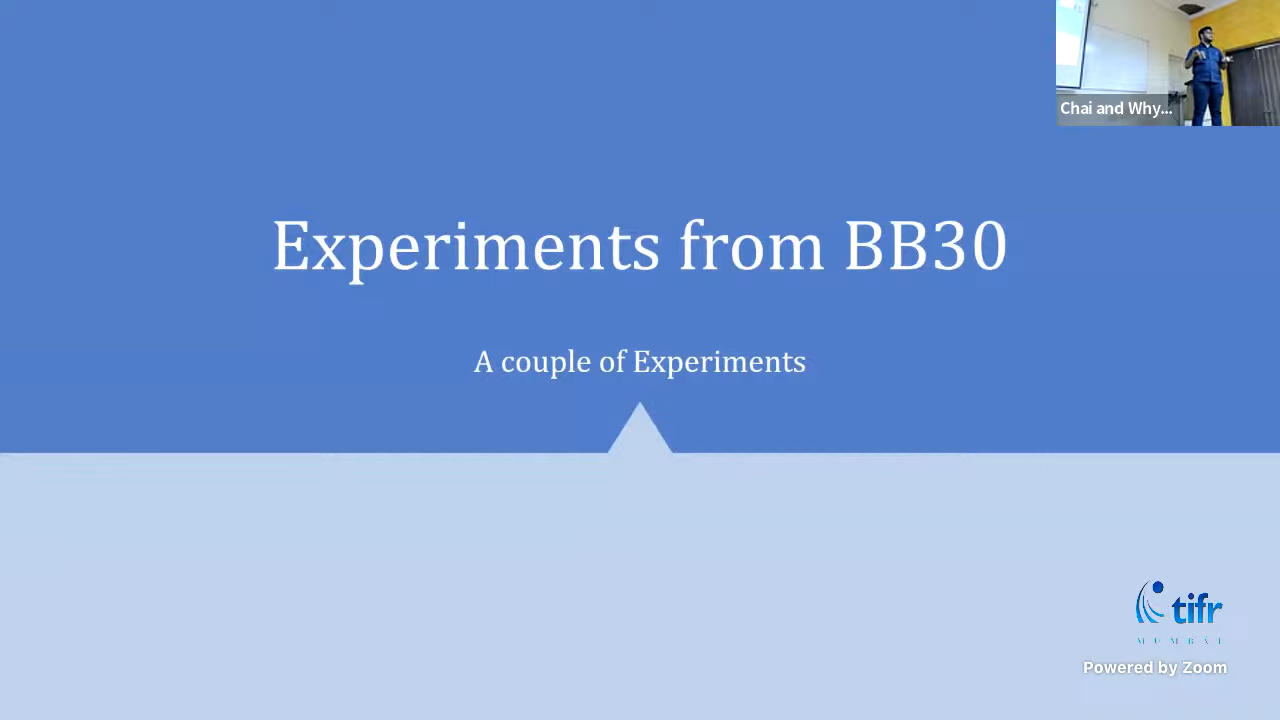 Chai and Why...
Experiments from BB30
A couple of Experiments
tifr
MUMBAI
Powered by Zoom